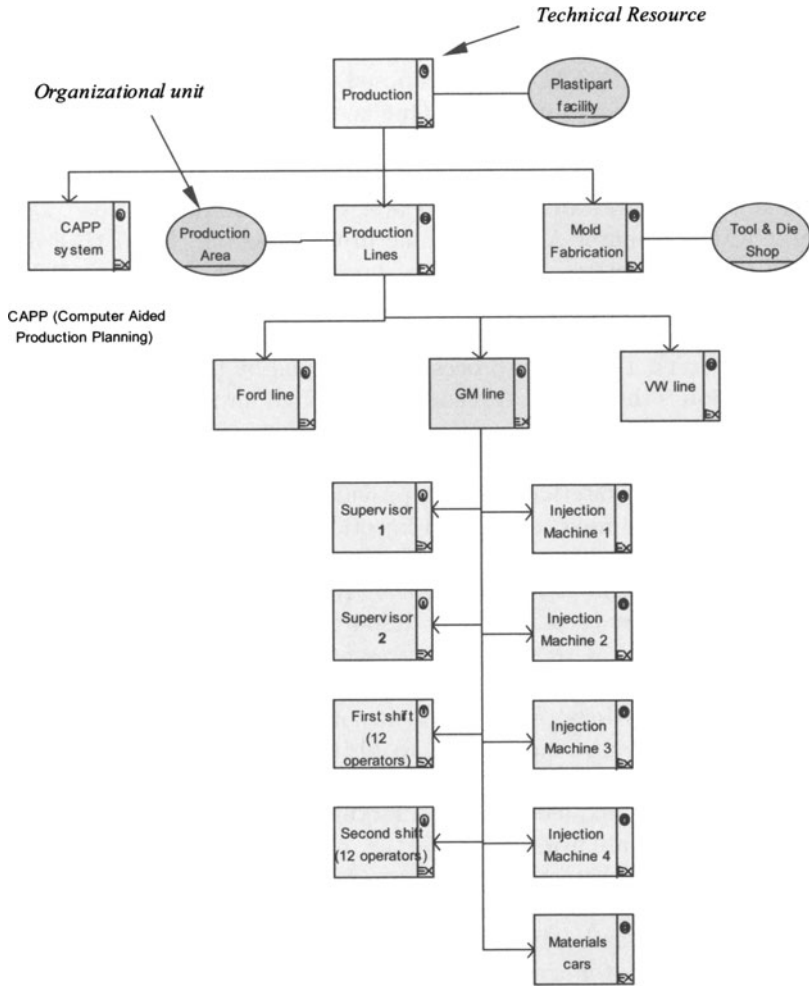 Technical Resource
Organizational unit
Production
Plastipart
facility
CAPP
system
Production
Area
Production
Lines
Mold
Fabrication
Tool & Die
Shop
CAPP (Computer Aided
Production Planning)
Ford line
GM line
VW line
Supervisor
1
Injection
Machine 1
Supervisor
2
Injection
Machine 2
First shift
(12
operators)
Injection
Machine 3
Second shift
(12 operators)
Injection
Machine 4
Materials
cars